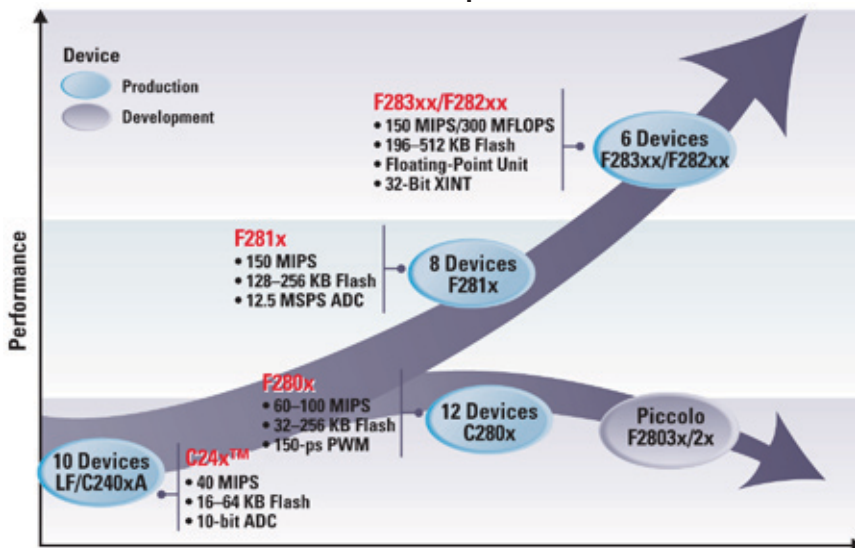 Device
Production
Development
F283xx/F282xx
• 150 MIPS/300 MFLOPS
• 196–512 KB Flash
• Floating-Point Unit
• 32-Bit XINT
6 Devices
F283xx/F282xx
F281x
• 150 MIPS
• 128–256 KB Flash
• 12.5 MSPS ADC
8 Devices
F281x
Performance
F280x
• 60–100 MIPS
• 32–256 KB Flash
• 150-ps PWM
12 Devices
C280x
Piccolo
F2803x/2x
10 Devices
LF/C240xA
C24x™
• 40 MIPS
• 16–64 KB Flash
• 10-bit ADC